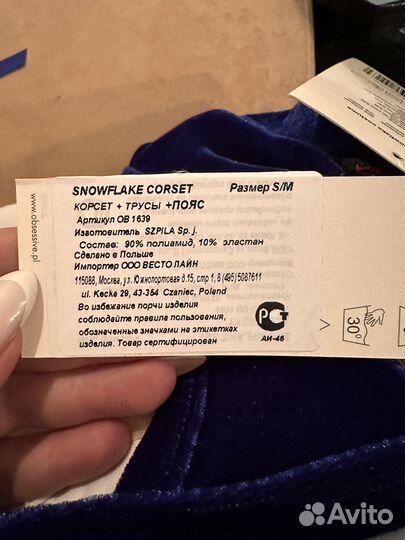 SNOWFLAKE CORSET Размер S/M
КОРСЕТ + ТРУСЫ +ПОЯС
Артикул OB 1639
Изготовитель SZPILA Sp. j.
Состав: 90% полиамид, 10% эластан
Сделано в Польше
Импортер ООО ВЕСТО ЛАЙН
115088, Москва, ул. Южнопортовая д.15, стр 1, 8 (495) 5087611
ul. Kecka 29, 43-354 Czaniec, Poland
Во избежание порчи изделия
соблюдайте правила пользования,
обозначенные значками на этикетках
изделия. Товар сертифицирован
РСТ
АИ-46
www.obsessive.pl
30°
Avito